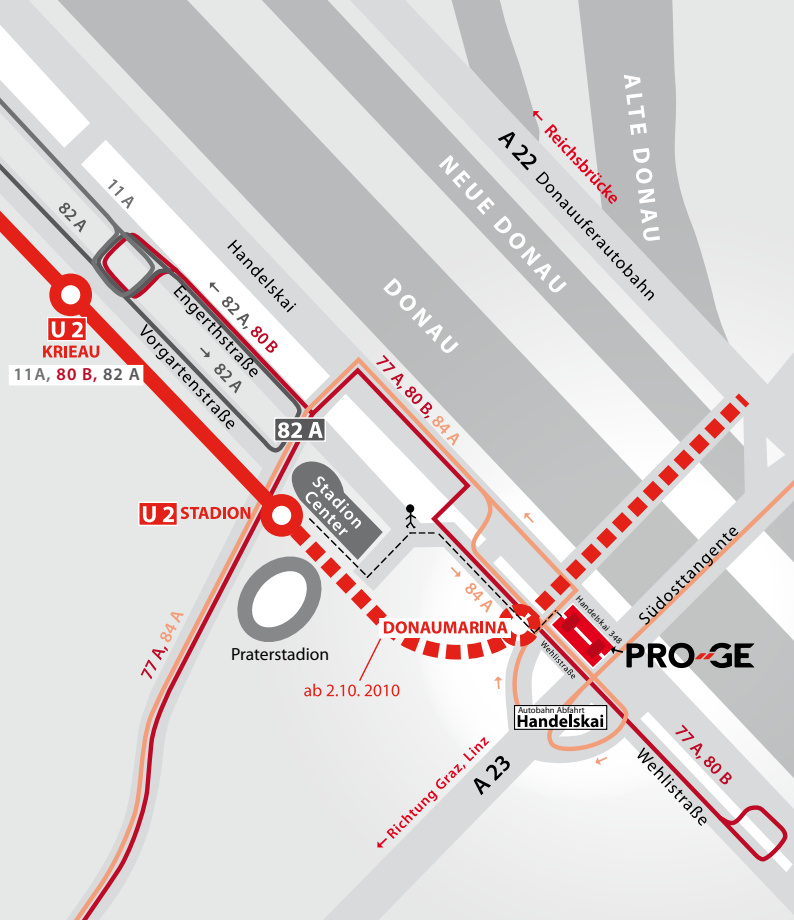 ALTE DONAU
← Reichsbrücke
A 22 Donauuferautobahn
NEUE DONAU
DONAU
11 A
82 A
Handelskai
← 82 A, 80 B
Engerthstraße
→ 82 A
Vorgartenstraße
U 2
KRIEAU
11 A, 80 B, 82 A
77 A, 80 B, 84 A
82 A
Stadion
Center
U 2 STADION
←
→ 84 A
Südosttangente
Handelskai 348
DONAUMARINA
PRO-GE
Wehlistraße
Praterstadion
77 A, 84 A
ab 2.10. 2010
Autobahn Abfahrt
Handelskai
← Richtung Graz, Linz
A 23
77 A, 80 B
Wehlistraße